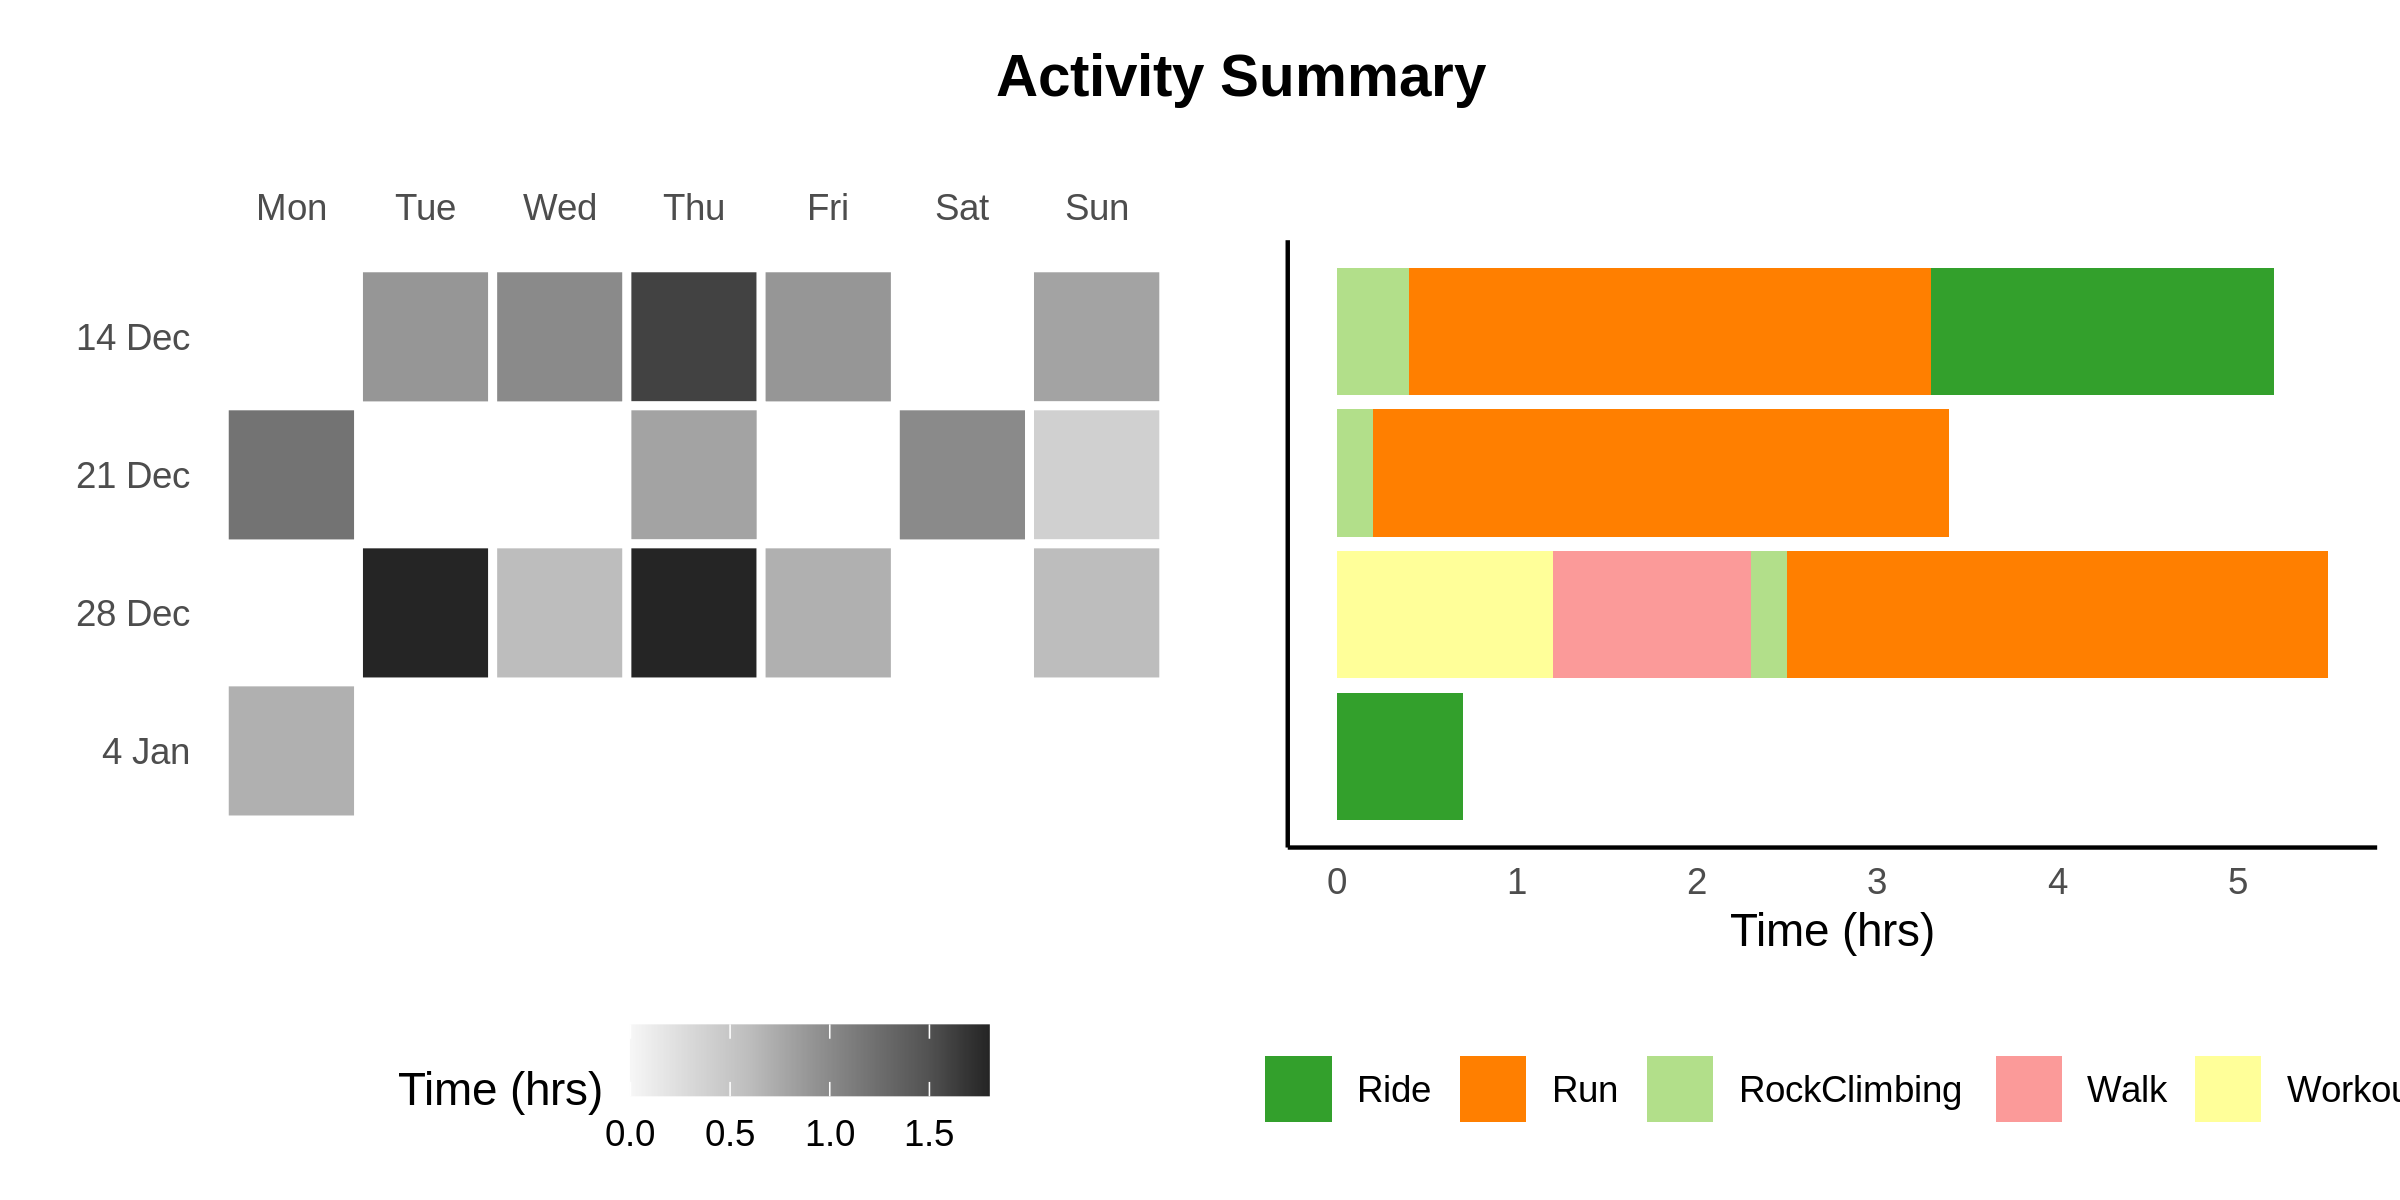 Activity Summary
Mon Tue Wed Thu Fri Sat Sun
14 Dec
21 Dec
28 Dec
4 Jan
0 1 2 3 4 5
Time (hrs)
Time (hrs)
0.0 0.5 1.0 1.5
Ride Run RockClimbing Walk